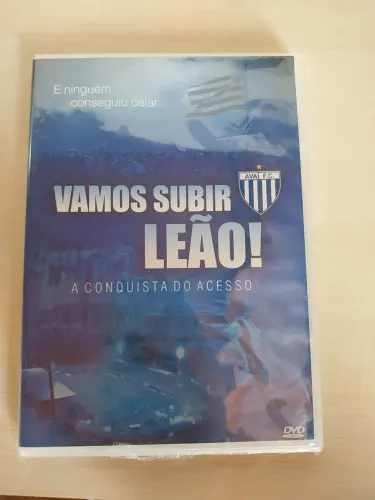 E ninguém
conseguiu calar...
VAMOS SUBIR
AVAÍ F.C.
LEÃO!
A CONQUISTA DO ACESSO
DVD